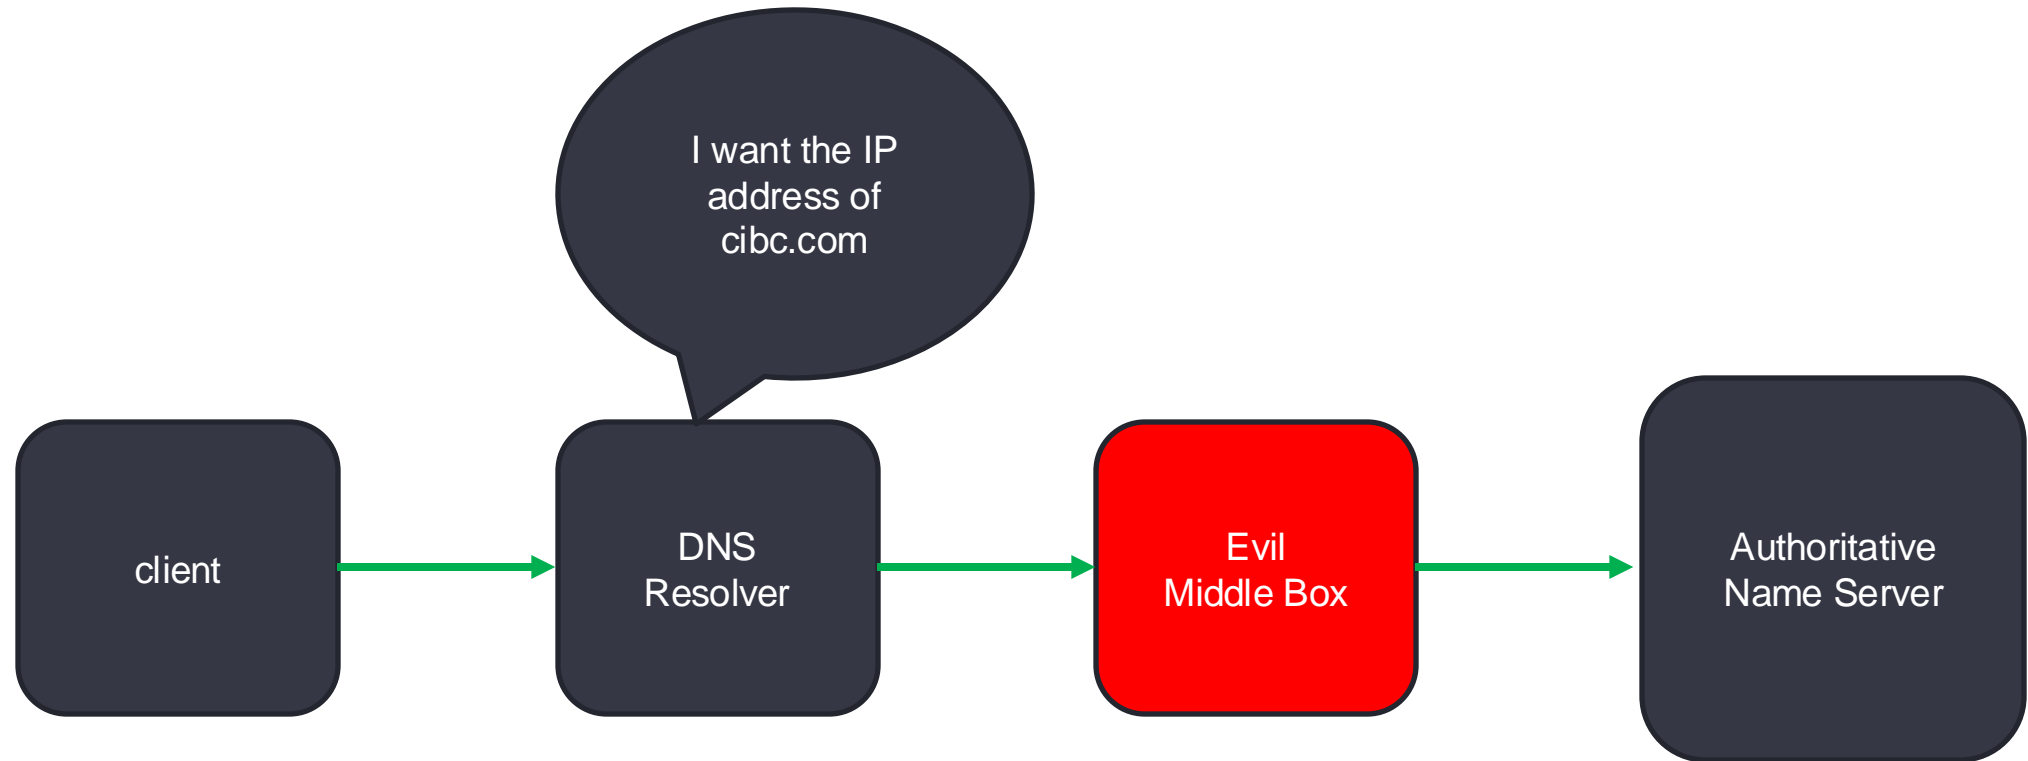 I want the IP
address of
cibc.com
client
DNS
Resolver
Evil
Middle Box
Authoritative
Name Server